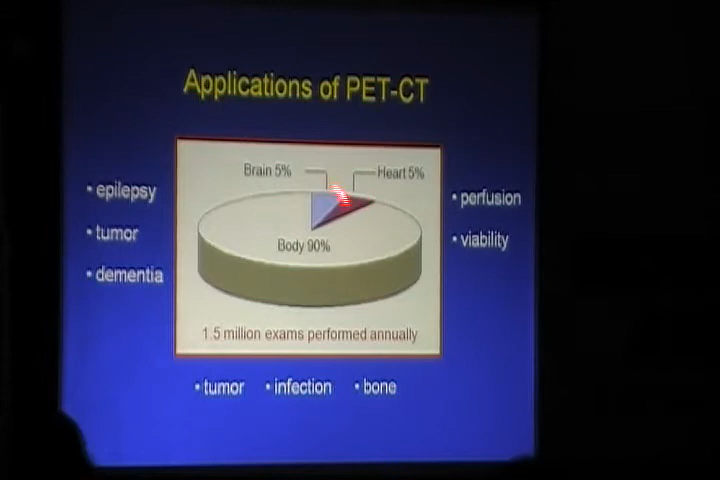 Applications of PET-CT
Brain 5%
Heart 5%
• epilepsy
• tumor
• dementia
Body 90%
• perfusion
• viability
1.5 million exams performed annually
• tumor • infection • bone